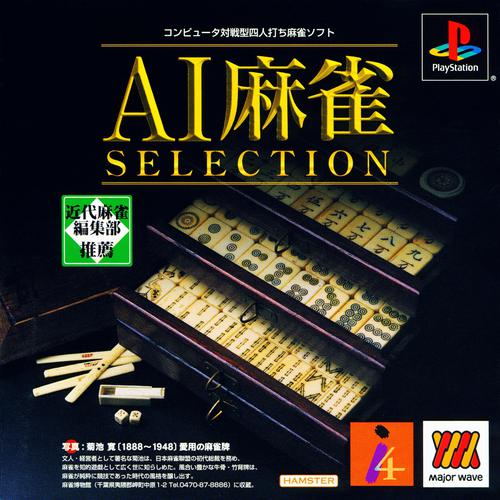 コンピュータ対戦型四人打ち麻雀ソフト
PlayStation
®
AI麻雀
SELECTION
近代麻雀
編集部
推薦
写真：菊池 寛〔1888～1948〕愛用の麻雀牌
文人・経営者として著名な菊池は、日本麻雀聯盟の初代総裁を務め、
麻雀を知的遊戯として広く世に知らしめた。風合い豊かな牛骨・竹背牌は、
麻雀が純粋に競技であった時代の風格を醸し出す。
麻雀博物館（千葉県夷隅郡岬町中原1-2 Tel.0470-87-8886）に収蔵。
HAMSTER
i4
major wave